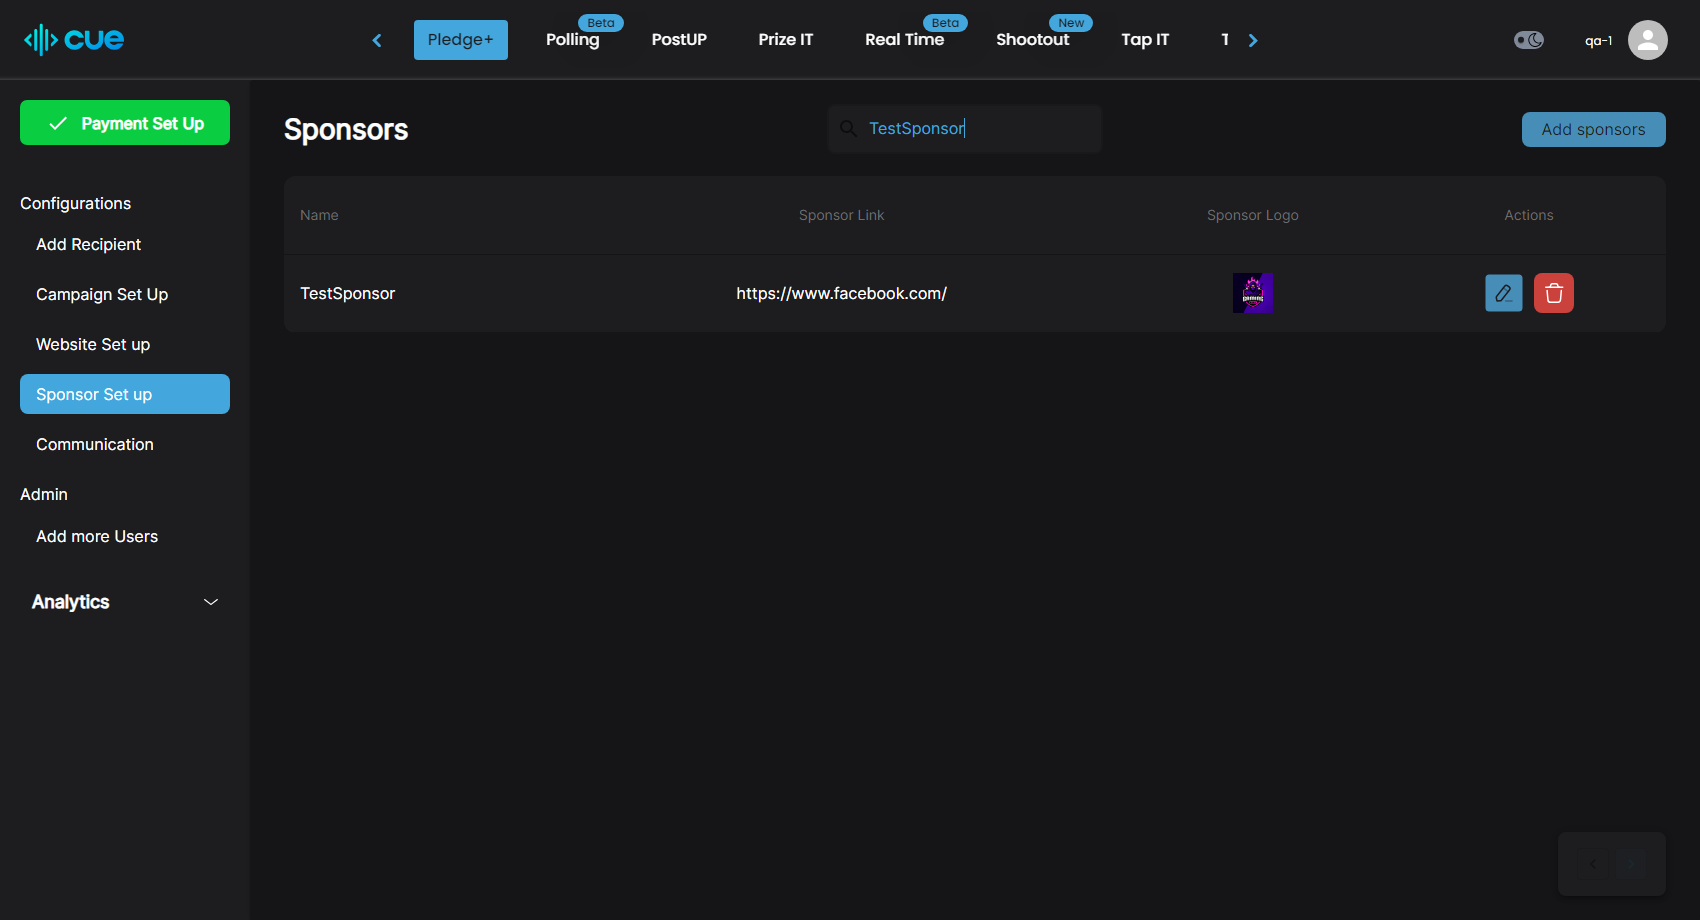 cue
Pledge+
Polling
Beta
PostUP
Prize IT
Real Time
Beta
Shootout
New
Tap IT
T
qa-1
Payment Set Up
Configurations
Add Recipient
Campaign Set Up
Website Set up
Sponsor Set up
Communication
Admin
Add more Users
Analytics
Sponsors
TestSponsor
Add sponsors
Name Sponsor Link Sponsor Logo Actions
TestSponsor https://www.facebook.com/ GAMING